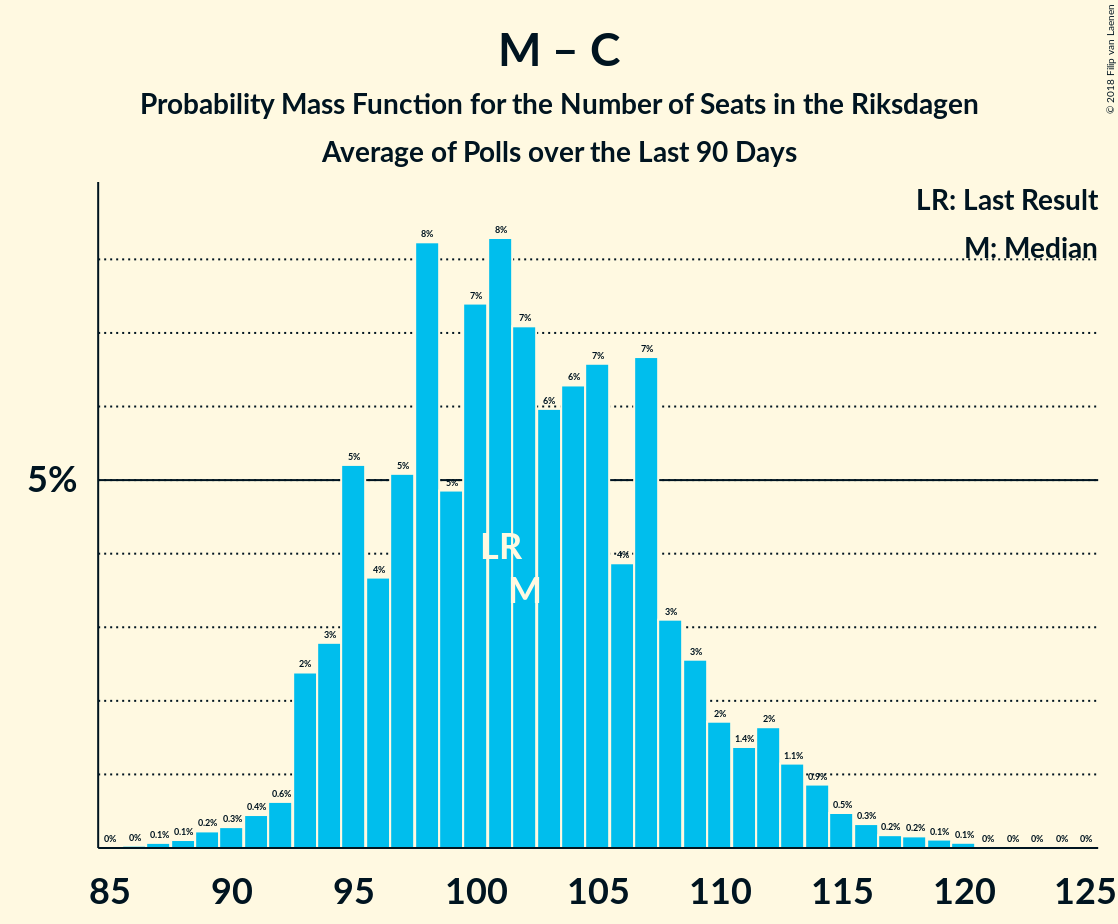 © 2018 Filip van Laenen
M – C
Probability Mass Function for the Number of Seats in the Riksdagen
Average of Polls over the Last 90 Days
LR: Last Result
M: Median
5%
0% 0% 0.1% 0.1% 0.2% 0.3% 0.4% 0.6% 2% 3% 5% 4% 5% 8% 5% 7% 8% 7% 6% 6% 7% 4% 7% 3% 3% 2% 1.4% 2% 1.1% 0.9% 0.5% 0.3% 0.2% 0.2% 0.1% 0.1% 0% 0% 0% 0% 0%
LR
M
85 90 95 100 105 110 115 120 125